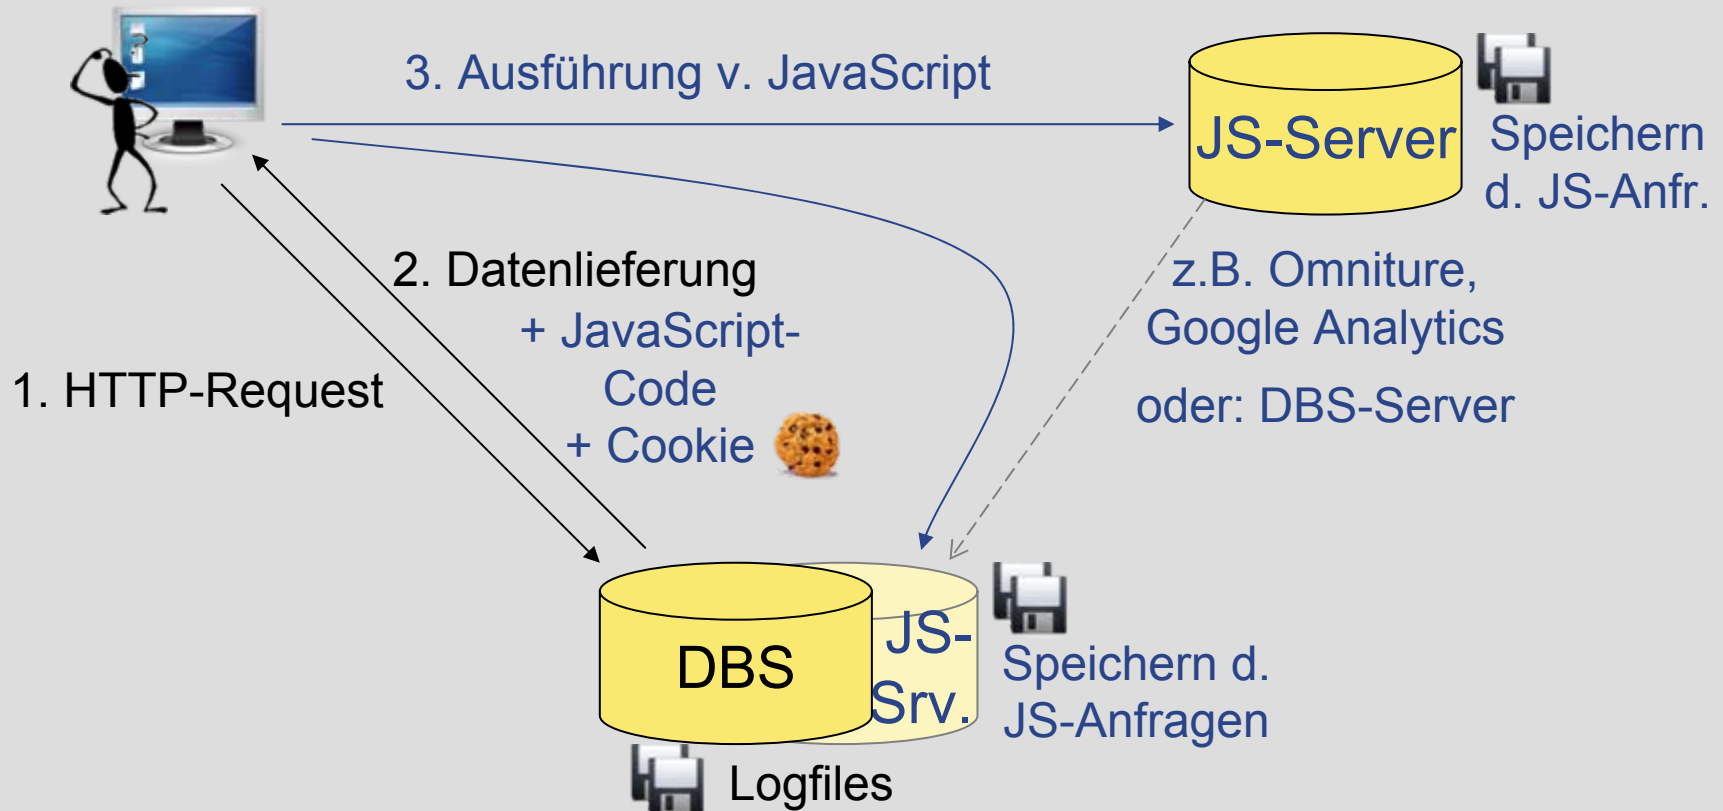 3. Ausführung v. JavaScript
JS-Server
Speichern
d. JS-Anfr.
2. Datenlieferung
+ JavaScript-
Code
+ Cookie
z.B. Omniture,
Google Analytics
oder: DBS-Server
1. HTTP-Request
DBS
JS-
Srv.
Speichern d.
JS-Anfragen
Logfiles